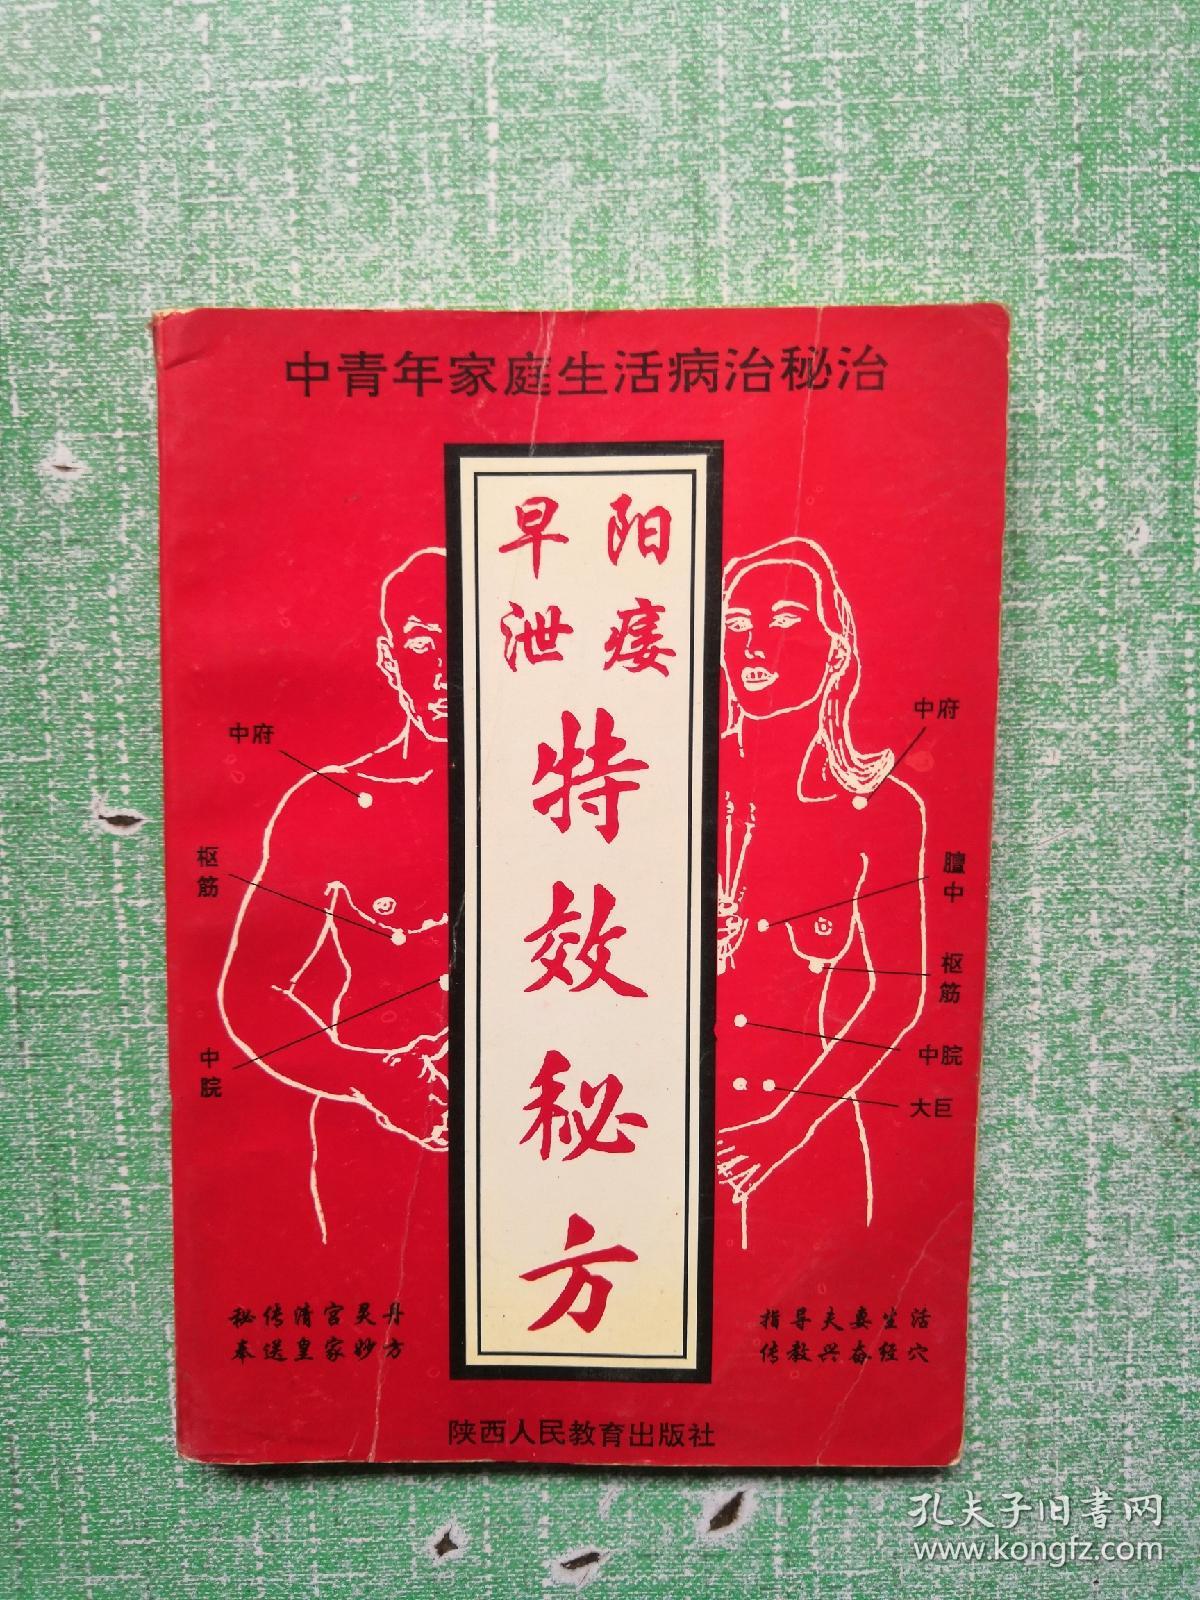 中青年家庭生活病治秘治
阳痿
早泄
特效秘方
中府
枢筋
中脘
中府
膻中
枢筋
中脘
大巨
秘传清宫灵丹
奉送皇家妙方
指导夫妻生活
传教兴奋经穴
陕西人民教育出版社
孔夫子旧书网
www.kongfz.com